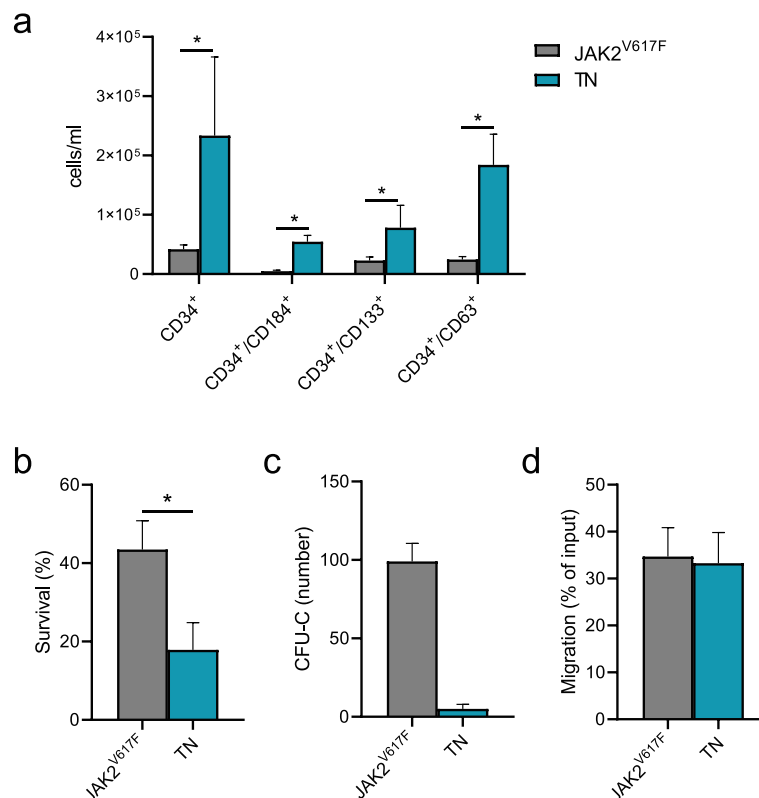 a
4×10⁵
3×10⁵
2×10⁵
1×10⁵
0
cells/ml
*
*
*
*
JAK2ⱽ⁶¹⁷ꟳ
TN
CD34⁺
CD34⁺/CD184⁺
CD34⁺/CD133⁺
CD34⁺/CD63⁺
b
60
40
20
0
Survival (%)
*
JAK2ⱽ⁶¹⁷ꟳ
TN
c
150
100
50
0
CFU-C (number)
JAK2ⱽ⁶¹⁷ꟳ
TN
d
50
40
30
20
10
0
Migration (% of input)
JAK2ⱽ⁶¹⁷ꟳ
TN